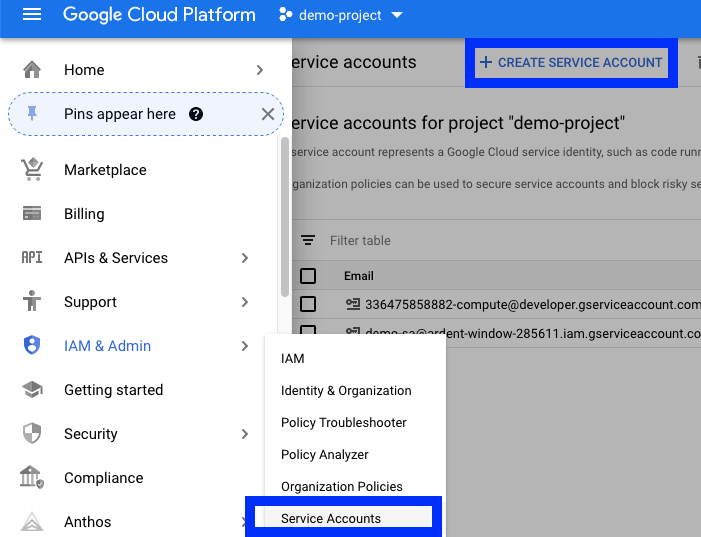 Google Cloud Platform demo-project
Home
Pins appear here ?
Marketplace
Billing
API APIs & Services
Support
IAM & Admin
Getting started
Security
Compliance
Anthos
IAM
Identity & Organization
Policy Troubleshooter
Policy Analyzer
Organization Policies
Service Accounts
ervice accounts
+ CREATE SERVICE ACCOUNT
ervice accounts for project "demo-project"
service account represents a Google Cloud service identity, such as code runn
ganization policies can be used to secure service accounts and block risky se
Filter table
Email
336475858882-compute@developer.gserviceaccount.com
demo-sa@ardent-window-285611.iam.gserviceaccount.co